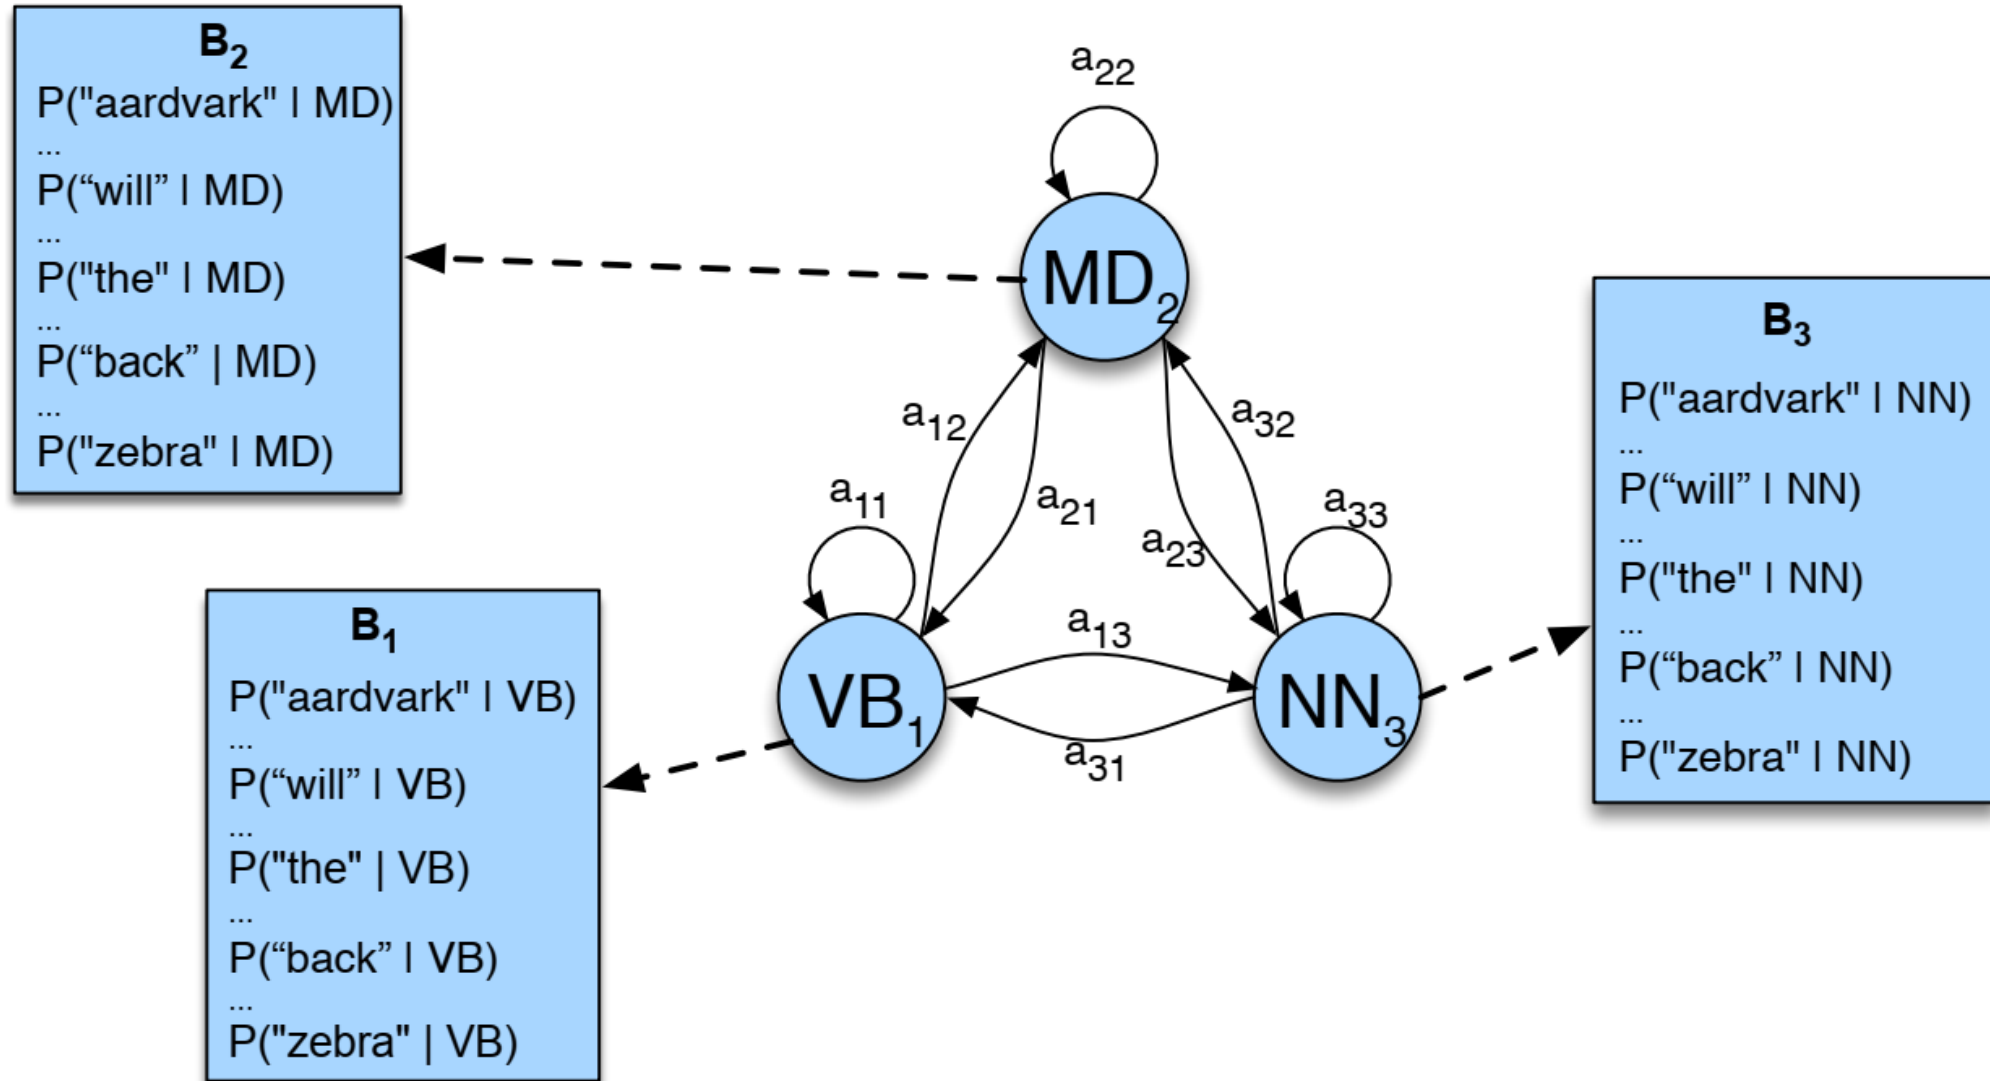 B2
P("aardvark" | MD)
...
P(“will” | MD)
...
P("the" | MD)
...
P(“back” | MD)
...
P("zebra" | MD)
a22
MD2
a12
a32
a21
a23
a11
a33
a13
VB1
NN3
a31
B3
P("aardvark" | NN)
...
P(“will” | NN)
...
P("the" | NN)
...
P(“back” | NN)
...
P("zebra" | NN)
B1
P("aardvark" | VB)
...
P(“will” | VB)
...
P("the" | VB)
...
P(“back” | VB)
...
P("zebra" | VB)